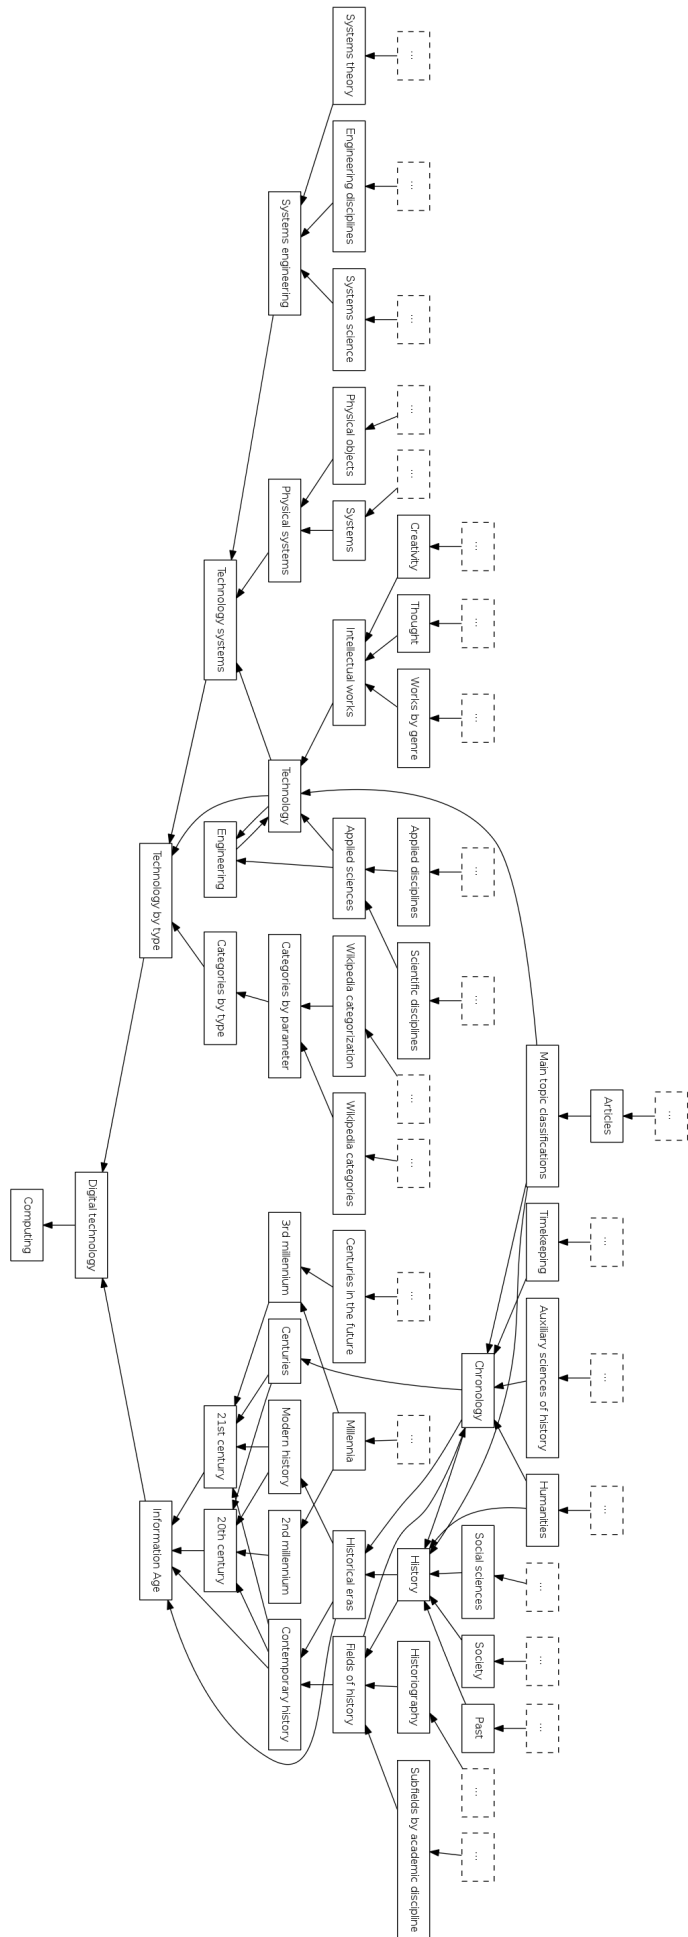 ...
Articles
...
...
...
Main topic classifications
Timekeeping
Auxiliary sciences of history
Humanities
...
...
...
...
...
...
...
...
Chronology
Social sciences
Society
Past
...
...
...
...
...
...
...
Creativity
Thought
Works by genre
Applied disciplines
Scientific disciplines
...
...
...
...
History
Historiography
Subfields by academic discipline
Systems theory
Engineering disciplines
Systems science
Physical objects
Systems
Intellectual works
Applied sciences
Wikipedia categorization
Wikipedia categories
Centuries in the future
Millennia
Historical eras
Fields of history
Systems engineering
Physical systems
Technology
Categories by parameter
3rd millennium
Centuries
Modern history
2nd millennium
Contemporary history
Technology systems
Engineering
Categories by type
21st century
20th century
Technology by type
Information Age
Digital technology
Computing